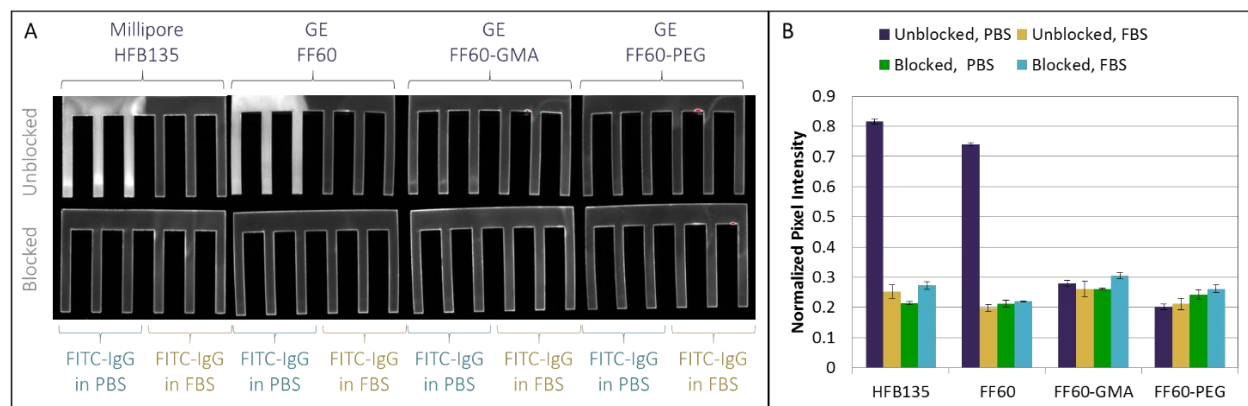 A
Millipore
HFB135
GE
FF60
GE
FF60-GMA
GE
FF60-PEG
Unblocked
Blocked
FITC-IgG
in PBS
FITC-IgG
in FBS
FITC-IgG
in PBS
FITC-IgG
in FBS
FITC-IgG
in PBS
FITC-IgG
in FBS
FITC-IgG
in PBS
FITC-IgG
in FBS
B
Unblocked, PBS
Unblocked, FBS
Blocked, PBS
Blocked, FBS
Normalized Pixel Intensity
0.9
0.8
0.7
0.6
0.5
0.4
0.3
0.2
0.1
0
HFB135
FF60
FF60-GMA
FF60-PEG